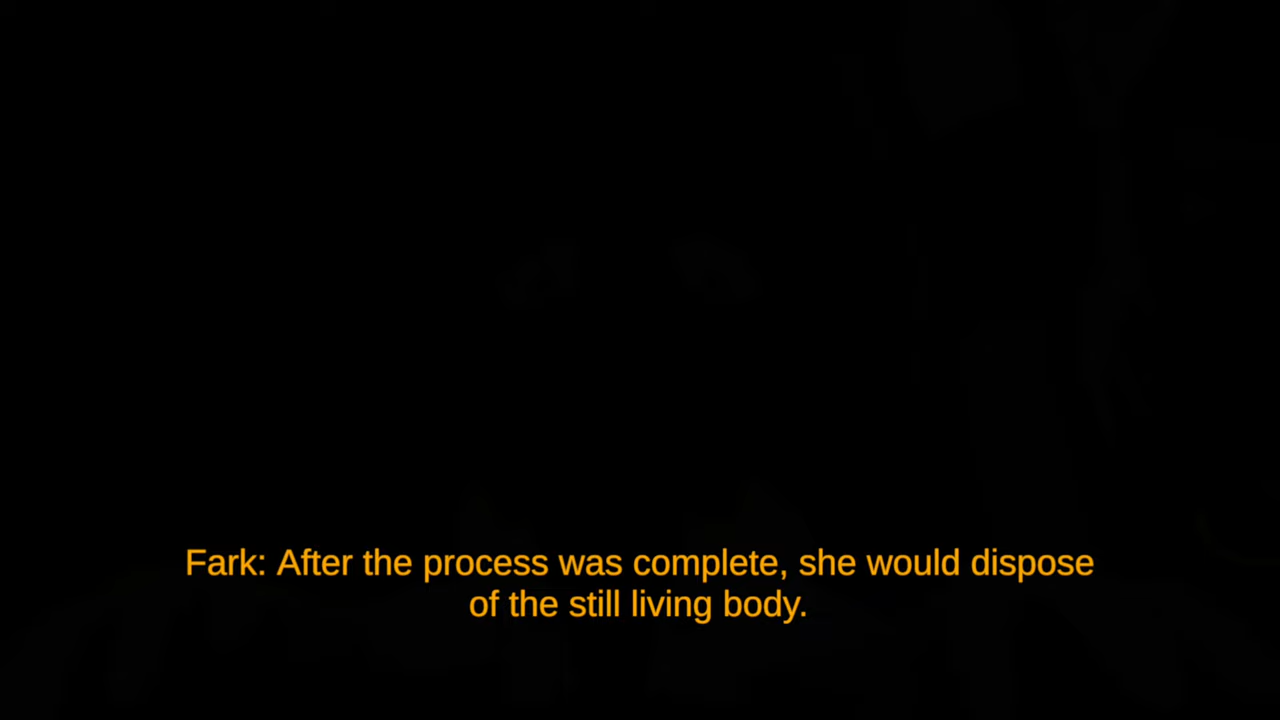 Fark: After the process was complete, she would dispose
of the still living body.